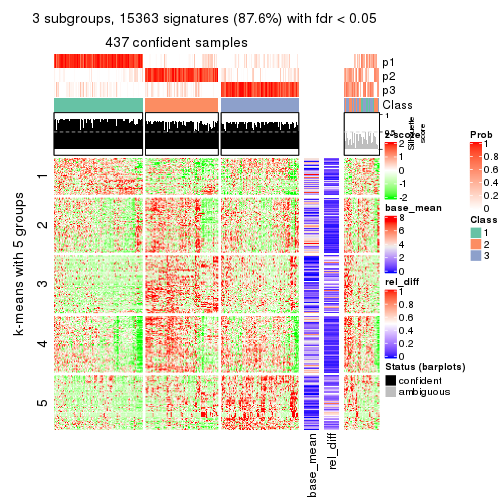 3 subgroups, 15363 signatures (87.6%) with fdr < 0.05
437 confident samples
p1
p2
p3
Class
1
0.5
Silhouette
score
k-means with 5 groups
1
2
3
4
5
base_mean
rel_diff
z-score
2
1
0
-1
-2
base_mean
8
6
4
2
0
rel_diff
1
0.8
0.6
0.4
0.2
0
Status (barplots)
confident
ambiguous
Prob
1
0.8
0.6
0.4
0.2
0
Class
1
2
3